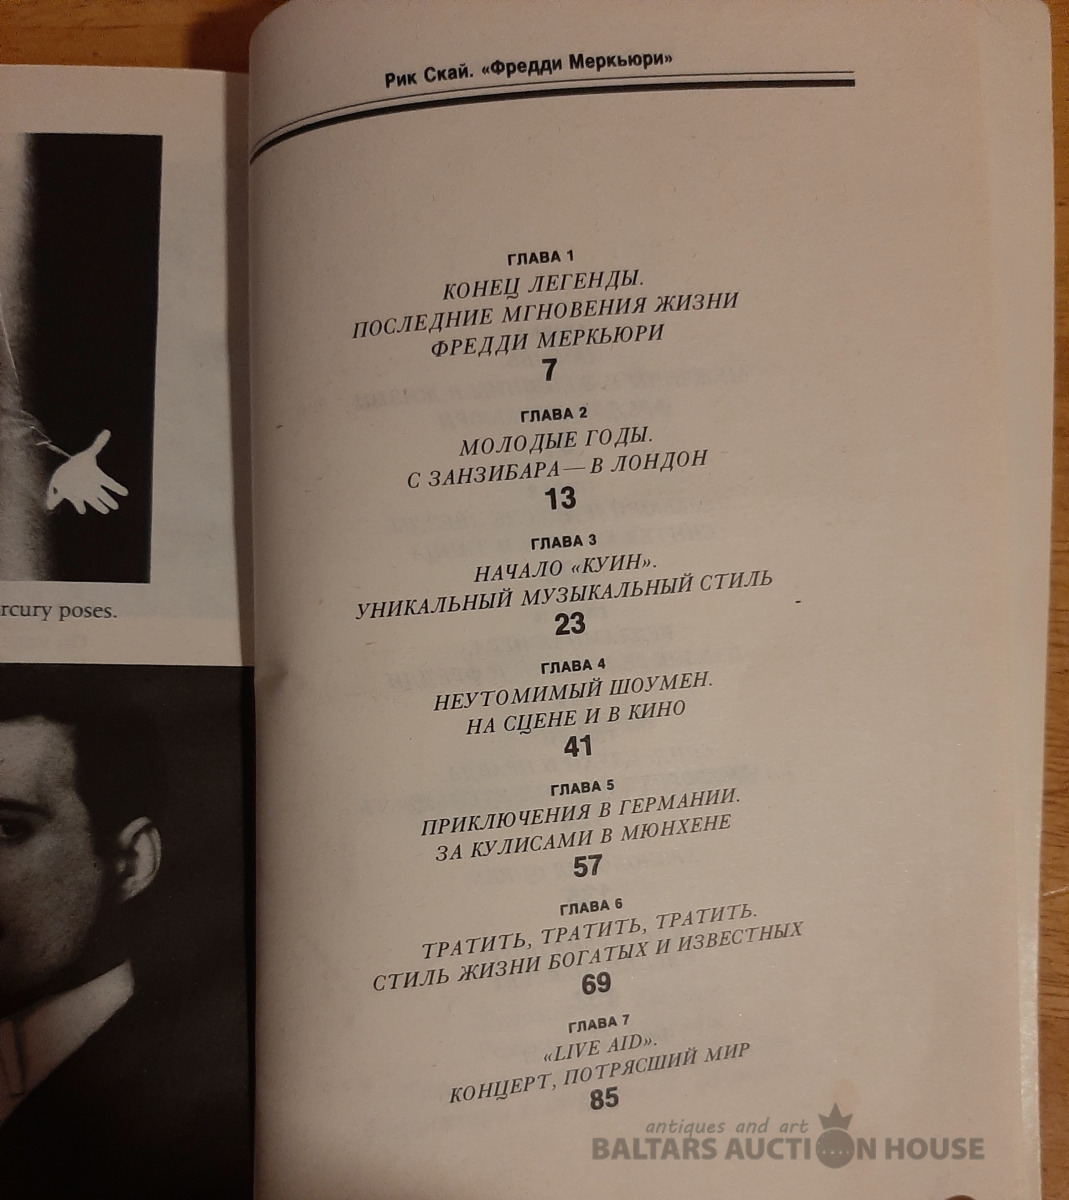 Рик Скай. «Фредди Меркьюри»
ГЛАВА 1
КОНЕЦ ЛЕГЕНДЫ.
ПОСЛЕДНИЕ МГНОВЕНИЯ ЖИЗНИ
ФРЕДДИ МЕРКЬЮРИ
7
ГЛАВА 2
МОЛОДЫЕ ГОДЫ.
С ЗАНЗИБАРА — В ЛОНДОН
13
ГЛАВА 3
НАЧАЛО «КУИН».
УНИКАЛЬНЫЙ МУЗЫКАЛЬНЫЙ СТИЛЬ
23
ГЛАВА 4
НЕУТОМИМЫЙ ШОУМЕН.
НА СЦЕНЕ И В КИНО
41
ГЛАВА 5
ПРИКЛЮЧЕНИЯ В ГЕРМАНИИ.
ЗА КУЛИСАМИ В МЮНХЕНЕ
57
ГЛАВА 6
ТРАТИТЬ, ТРАТИТЬ, ТРАТИТЬ.
СТИЛЬ ЖИЗНИ БОГАТЫХ И ИЗВЕСТНЫХ
69
ГЛАВА 7
«LIVE AID».
КОНЦЕРТ, ПОТРЯСШИЙ МИР
85
rcury poses.
antiques and art
BALTARS AUCTION HOUSE